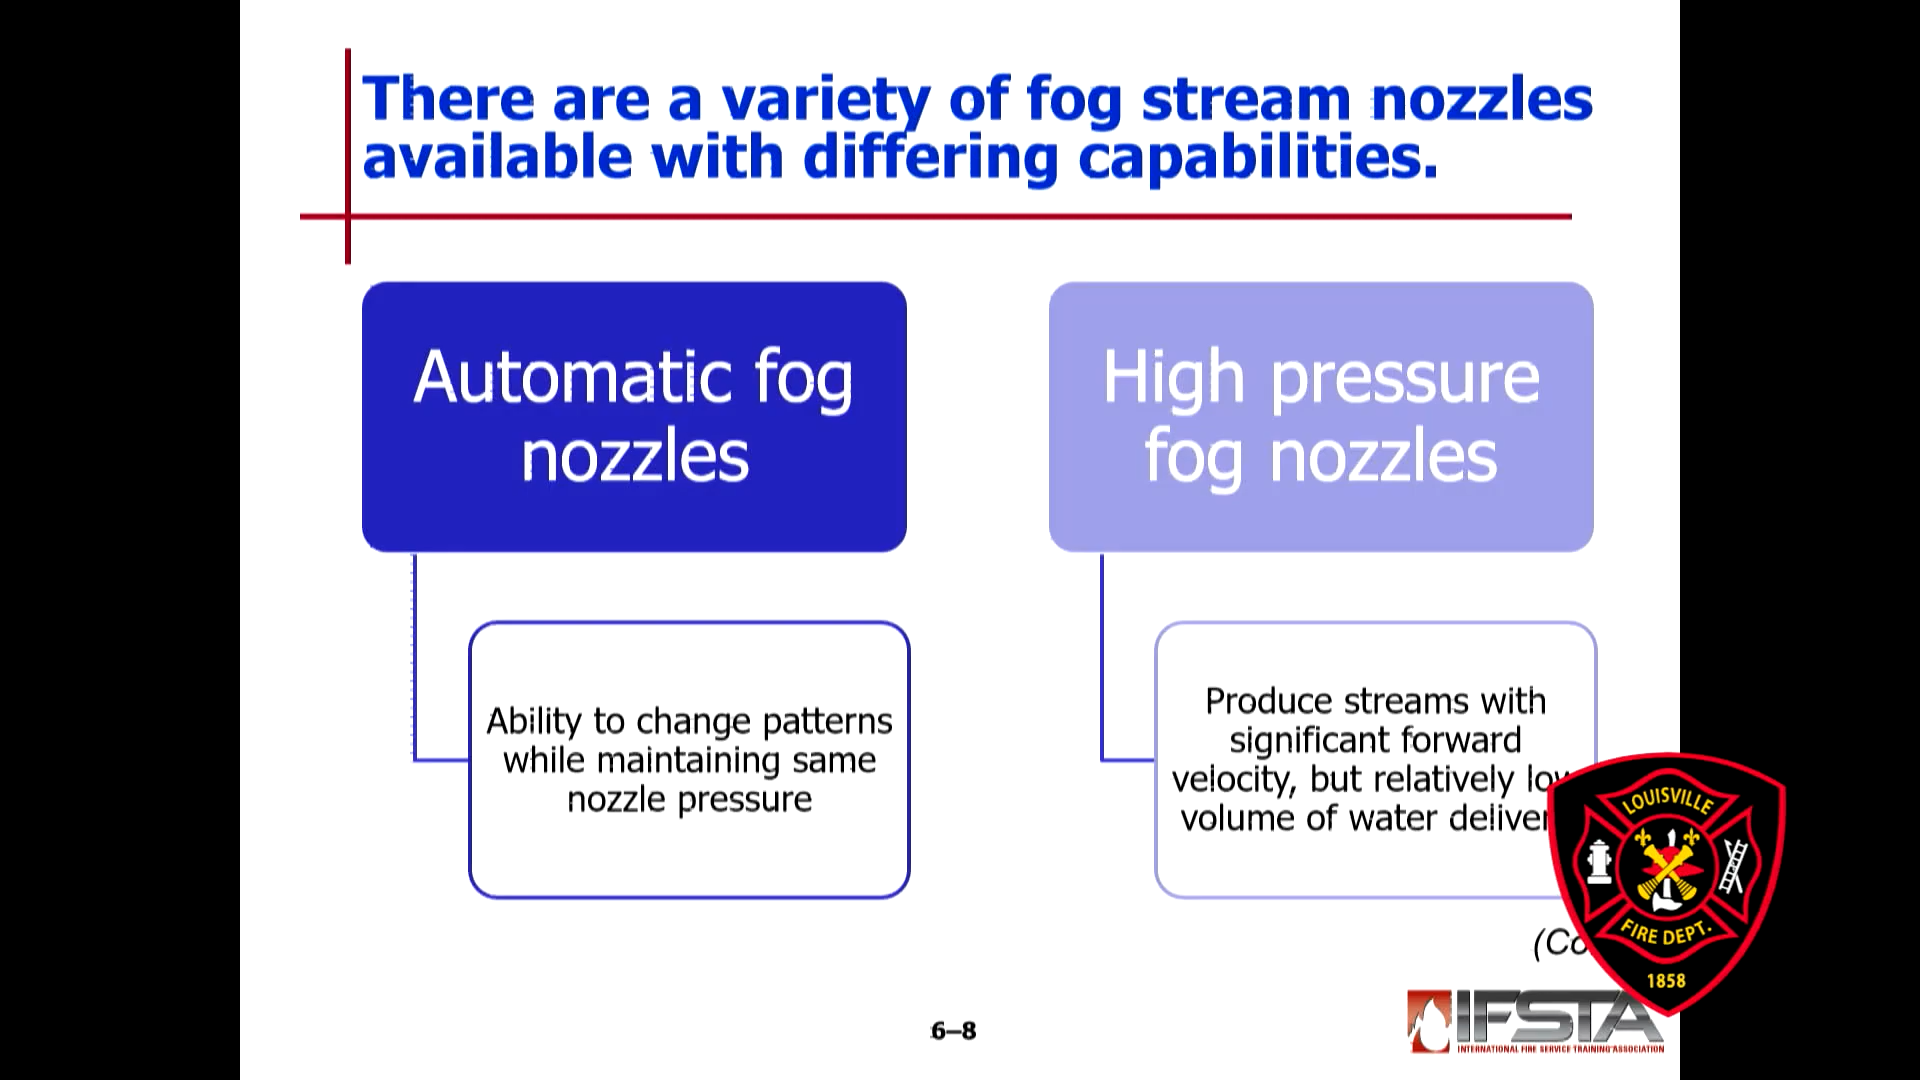 There are a variety of fog stream nozzles
available with differing capabilities.
Automatic fog
nozzles
High pressure
fog nozzles
Ability to change patterns
while maintaining same
nozzle pressure
Produce streams with
significant forward
velocity, but relatively
volume of water
LOUISVILLE
FIRE DEPT.
1858
6–8
IFSTA
INTERNATIONAL FIRE SERVICE TRAINING ASSOCIATION